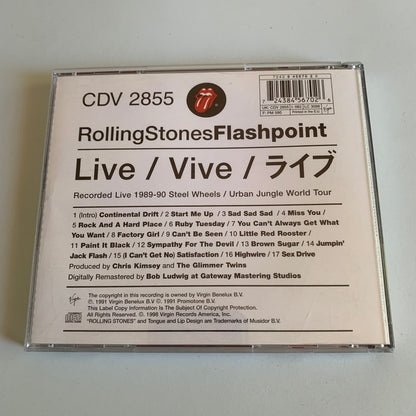 CDV 2855
7 24384 56702 6
RollingStonesFlashpoint
Live / Vive / ライブ
Recorded Live 1989-90 Steel Wheels / Urban Jungle World Tour
1 (Intro) Continental Drift / 2 Start Me Up / 3 Sad Sad Sad / 4 Miss You /
5 Rock And A Hard Place / 6 Ruby Tuesday / 7 You Can't Always Get What
You Want / 8 Factory Girl / 9 Can't Be Seen / 10 Little Red Rooster /
11 Paint It Black / 12 Sympathy For The Devil / 13 Brown Sugar / 14 Jumpin'
Jack Flash / 15 (I Can't Get No) Satisfaction / 16 Highwire / 17 Sex Drive
Produced by Chris Kimsey and The Glimmer Twins
Digitally Remastered by Bob Ludwig at Gateway Mastering Studios
Virgin
The copyright in this recording is owned by Virgin Benelux B.V.
℗ 1991 Virgin Benelux B.V. © 1991 Promotone B.V.
This Label Copy Information Is The Subject Of Copyright Protection.
All Rights Reserved. © 1998 Virgin Records America, Inc.
"ROLLING STONES" and Tongue and Lip Design are Trademarks of Musidor B.V.